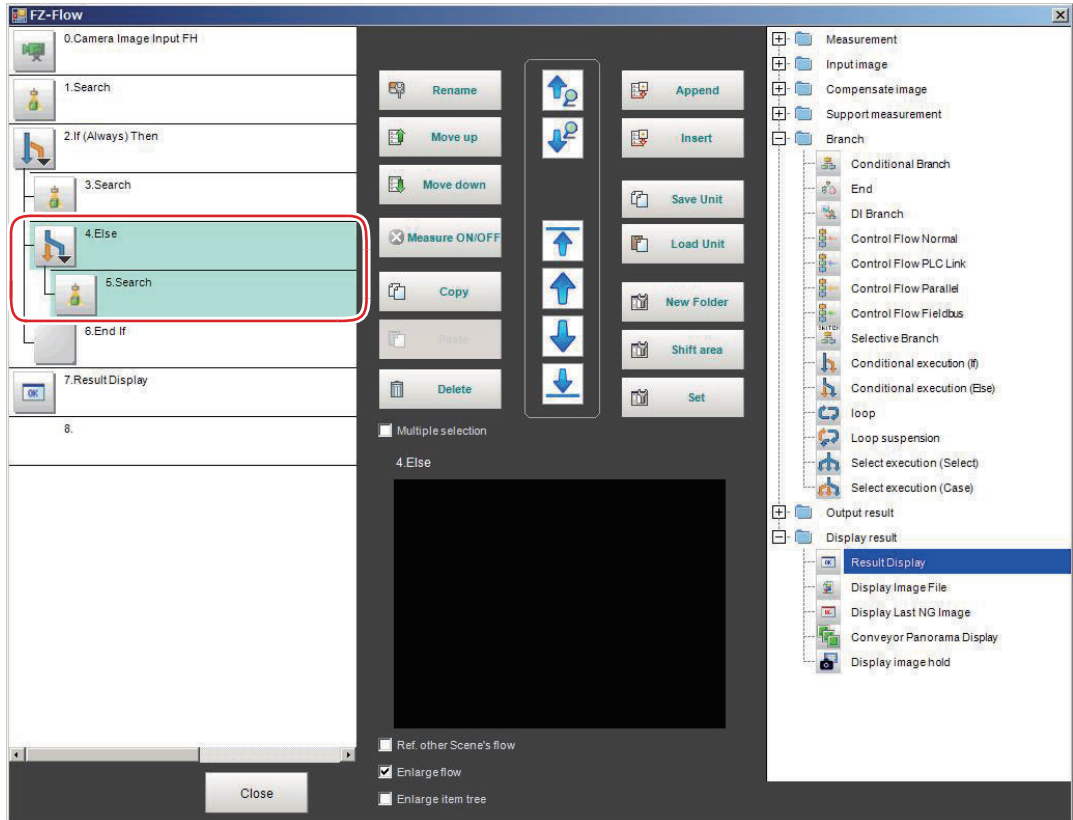 FZ-Flow
0.Camera Image Input FH
1.Search
2.If (Always) Then
3.Search
4.Else
5.Search
6.End If
7.Result Display
OK
8.
Close
Rename
Move up
Move down
Measure ON/OFF
Copy
Paste
Delete
Append
Insert
Save Unit
Load Unit
New Folder
Shift area
Set
Multiple selection
4.Else
Ref. other Scene's flow
Enlarge flow
Enlarge item tree
Measurement
Input image
Compensate image
Support measurement
Branch
Conditional Branch
End
DI Branch
Control Flow Normal
Control Flow PLC Link
Control Flow Parallel
Control Flow Fieldbus
Selective Branch
Conditional execution (If)
Conditional execution (Else)
loop
Loop suspension
Select execution (Select)
Select execution (Case)
Output result
Display result
Result Display
Display Image File
Display Last NG Image
Conveyor Panorama Display
Display image hold